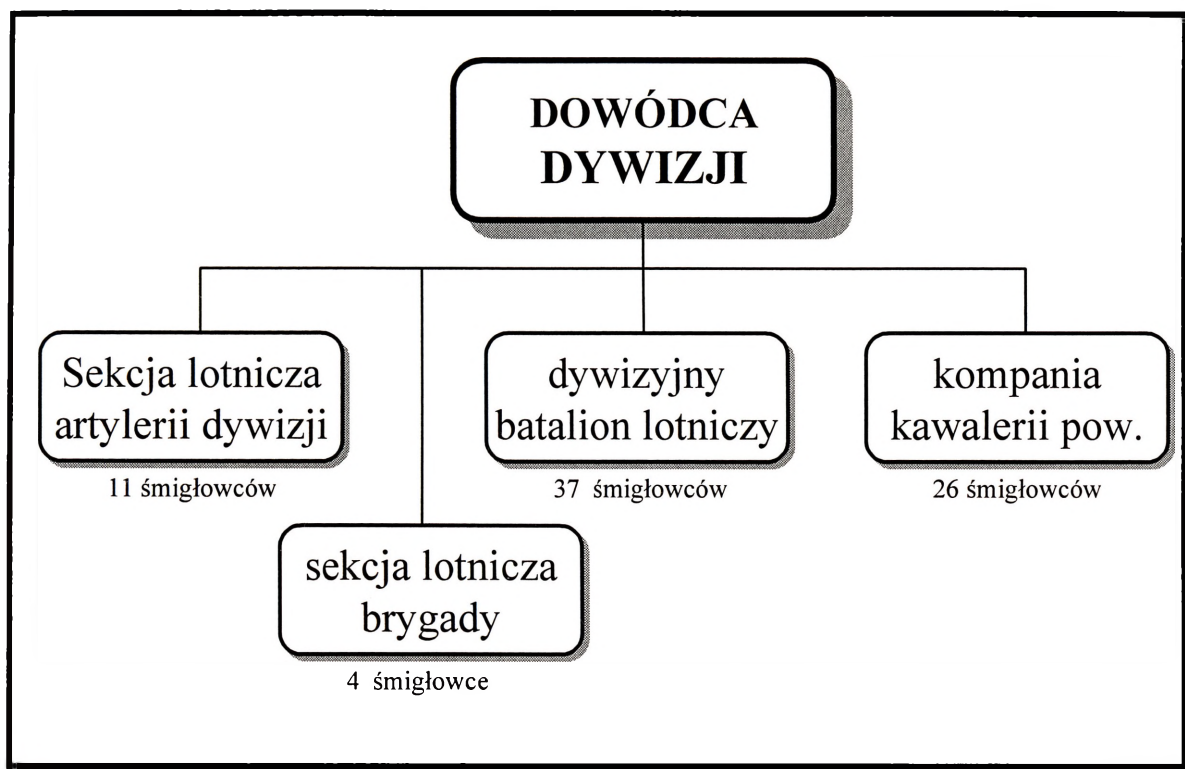 DOWÓDCA
DYWIZJI
Sekcja lotnicza
artylerii dywizji
11 śmigłowców
dywizyjny
batalion lotniczy
37 śmigłowców
kompania
kawalerii pow.
26 śmigłowców
sekcja lotnicza
brygady
4 śmigłowce